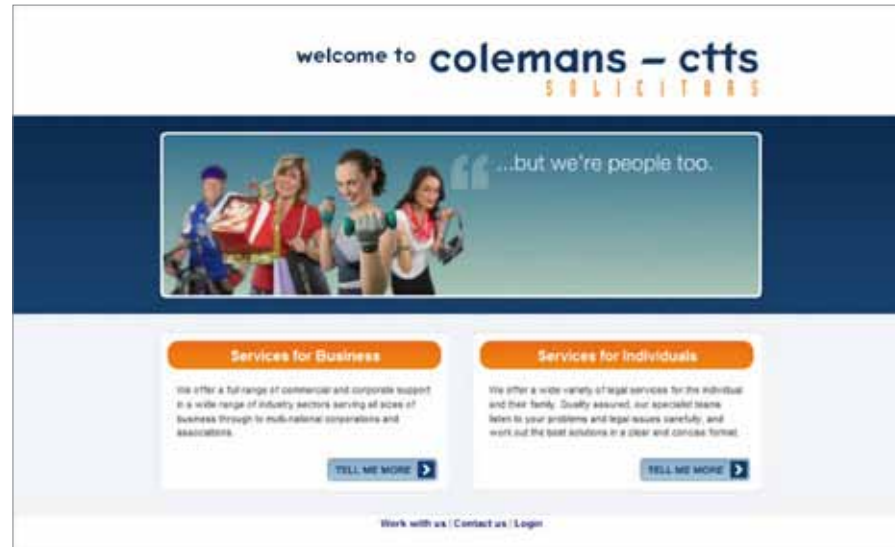 welcome to colemans – ctts
SOLICITORS
“...but we're people too.
Services for Business
We offer a full range of commercial and corporate support
in a wide range of industry sectors serving all sizes of
business through to multi-national corporations and
associations.
TELL ME MORE
Services for Individuals
We offer a wide variety of legal services for the individual
and their family. Quality assured, our specialist teams
listen to your problems and legal issues carefully, and
work out the best solutions in a clear and concise format.
TELL ME MORE
Work with us | Contact us | Login